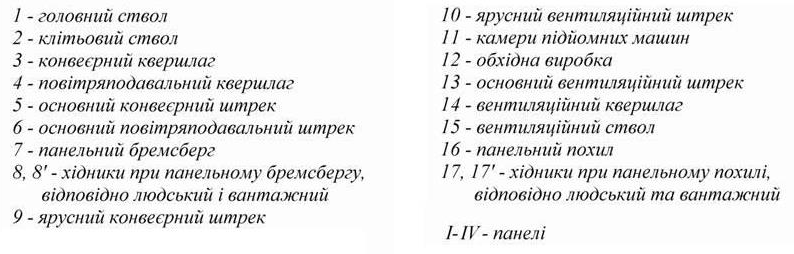 1 - головний ствол
2 - клітьовий ствол
3 - конвеєрний квершлаг
4 - повітряподавальний квершлаг
5 - основний конвеєрний штрек
6 - основний повітряподавальний штрек
7 - панельний бремсберг
8, 8' - хідники при панельному бремсбергу,
відповідно людський і вантажний
9 - ярусний конвеєрний штрек
10 - ярусний вентиляційний штрек
11 - камери підйомних машин
12 - обхідна виробка
13 - основний вентиляційний штрек
14 - вентиляційний квершлаг
15 - вентиляційний ствол
16 - панельний похил
17, 17' - хідники при панельному похилі,
відповідно людський та вантажний
I-IV - панелі